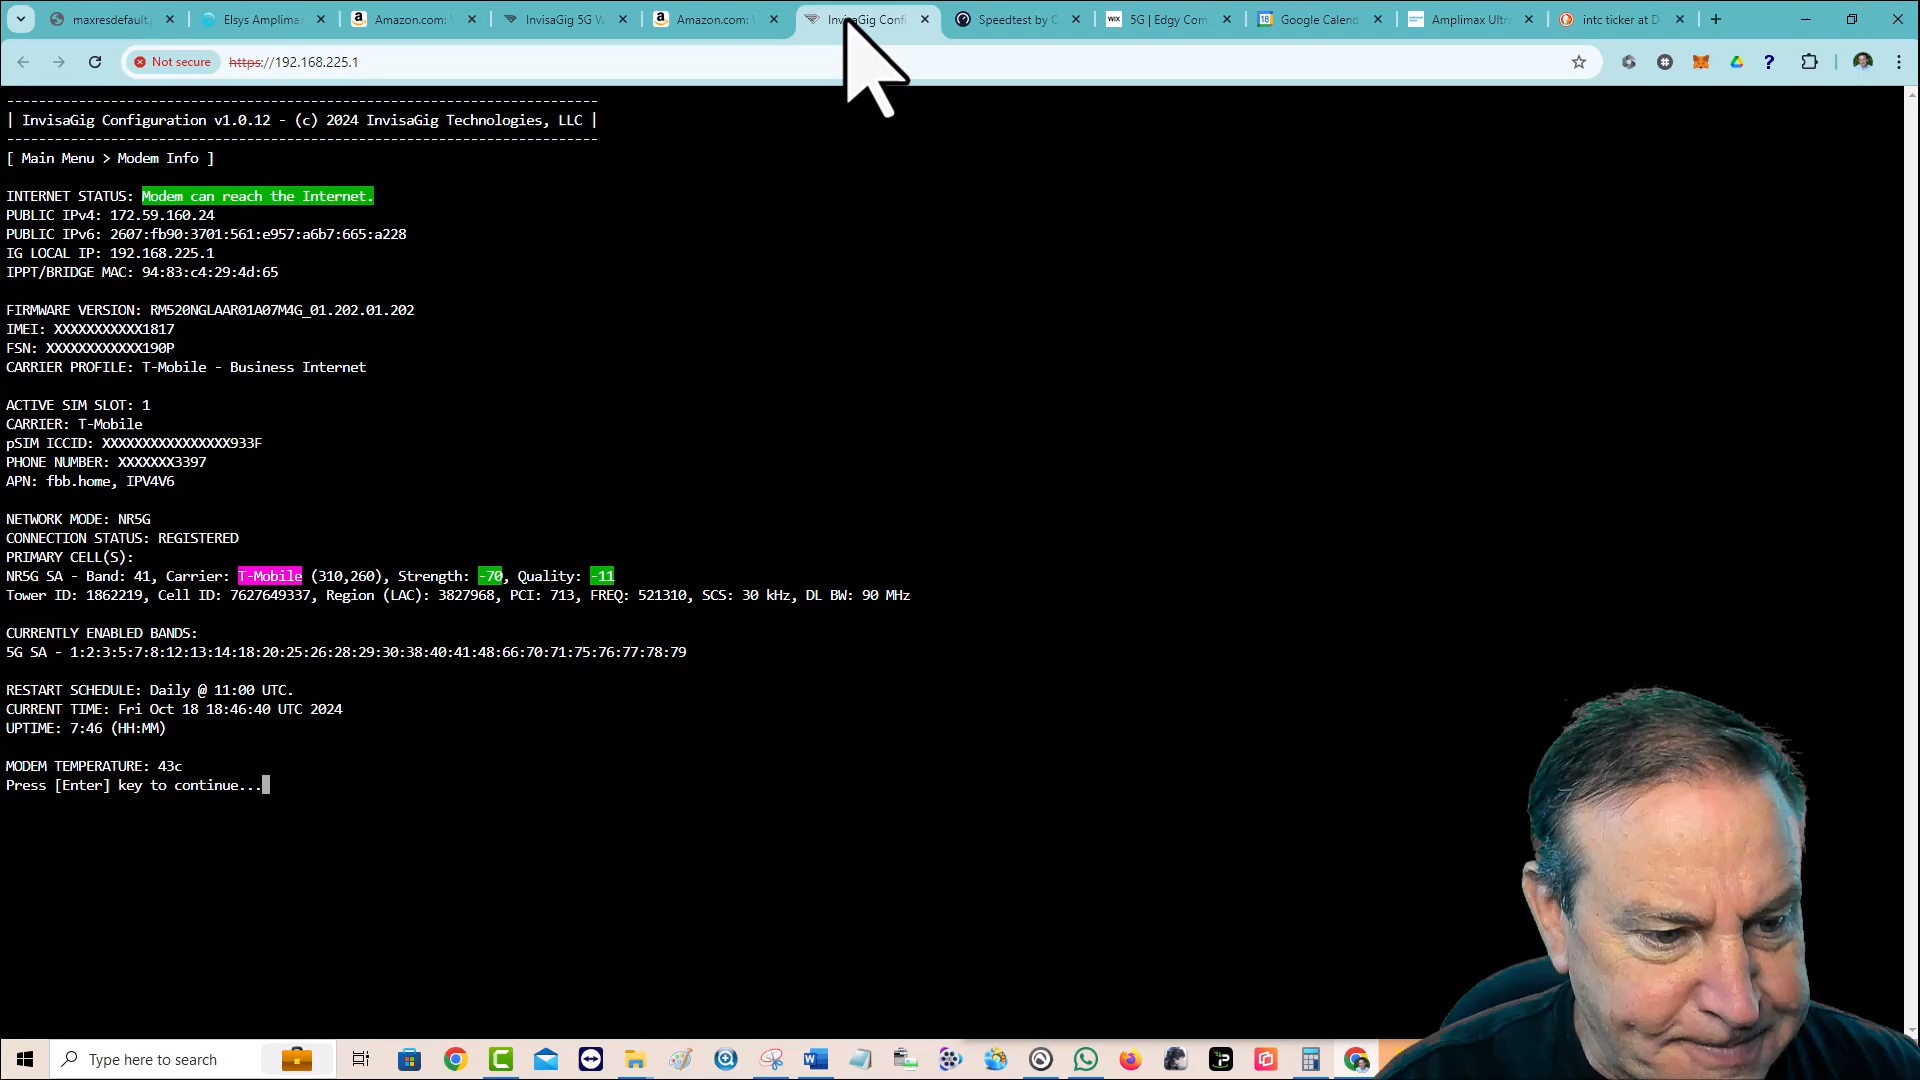 maxresdefault.
Elsys Amplimax
Amazon.com:
InvisaGig 5G W
Amazon.com:
InvisaGig Confi
Speedtest by
5G | Edgy Com
18 Google Calend
Amplimax Ultr
intc ticker at D
Not secure
https://192.168.225.1
| InvisaGig Configuration v1.0.12 - (c) 2024 InvisaGig Technologies, LLC |
[ Main Menu > Modem Info ]
INTERNET STATUS: Modem can reach the Internet.
PUBLIC IPv4: 172.59.160.24
PUBLIC IPv6: 2607:fb90:3701:561:e957:a6b7:665:a228
IG LOCAL IP: 192.168.225.1
IPPT/BRIDGE MAC: 94:83:c4:29:4d:65
FIRMWARE VERSION: RM520NGLAAR01A07M4G_01.202.01.202
IMEI: XXXXXXXXXXX1817
FSN: XXXXXXXXXXXX190P
CARRIER PROFILE: T-Mobile - Business Internet
ACTIVE SIM SLOT: 1
CARRIER: T-Mobile
pSIM ICCID: XXXXXXXXXXXXXXXX933F
PHONE NUMBER: XXXXXXX3397
APN: fbb.home, IPV4V6
NETWORK MODE: NR5G
CONNECTION STATUS: REGISTERED
PRIMARY CELL(S):
NR5G SA - Band: 41, Carrier: T-Mobile (310,260), Strength: -70, Quality: -11
Tower ID: 1862219, Cell ID: 7627649337, Region (LAC): 3827968, PCI: 713, FREQ: 521310, SCS: 30 kHz, DL BW: 90 MHz
CURRENTLY ENABLED BANDS:
5G SA - 1:2:3:5:7:8:12:13:14:18:20:25:26:28:29:30:38:40:41:48:66:70:71:75:76:77:78:79
RESTART SCHEDULE: Daily @ 11:00 UTC.
CURRENT TIME: Fri Oct 18 18:46:40 UTC 2024
UPTIME: 7:46 (HH:MM)
MODEM TEMPERATURE: 43c
Press [Enter] key to continue...
Type here to search